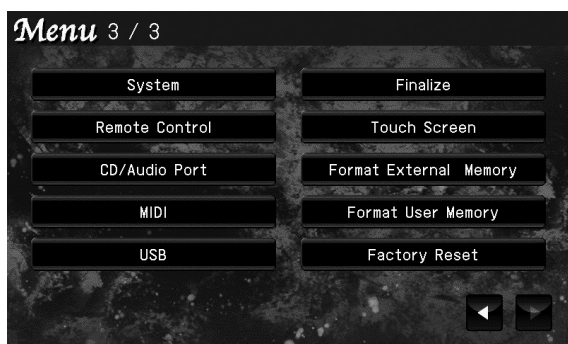 Menu 3 / 3
System
Remote Control
CD/Audio Port
MIDI
USB
Finalize
Touch Screen
Format External Memory
Format User Memory
Factory Reset